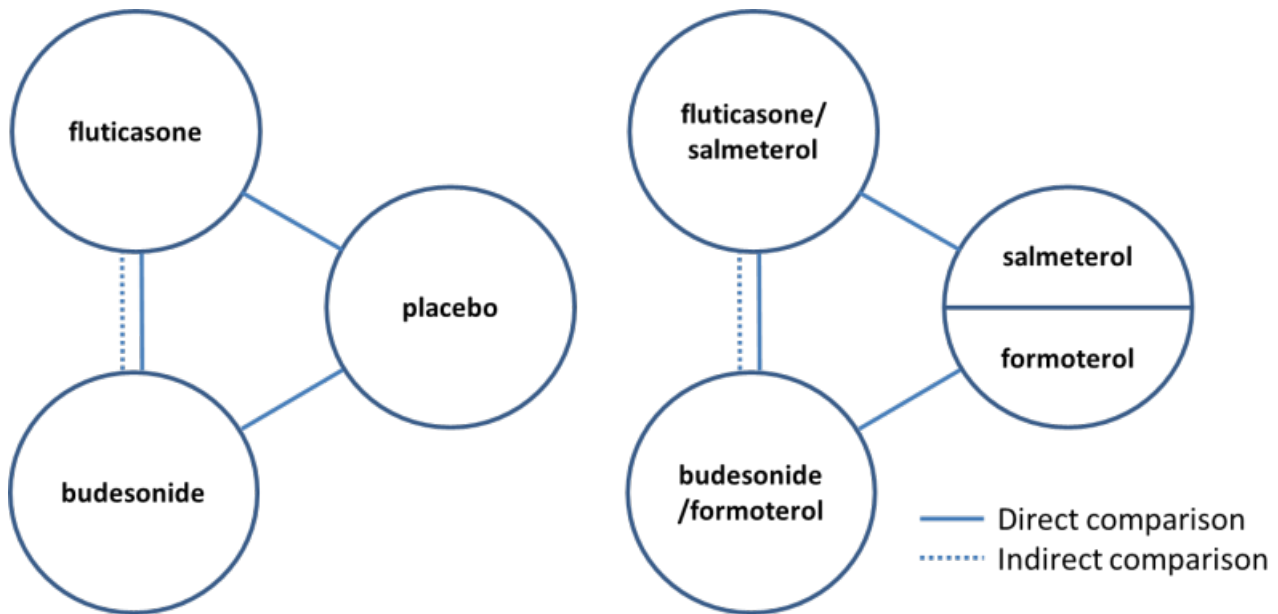 fluticasone
placebo
budesonide
fluticasone/
salmeterol
salmeterol
formoterol
budesonide
/formoterol
Direct comparison
Indirect comparison